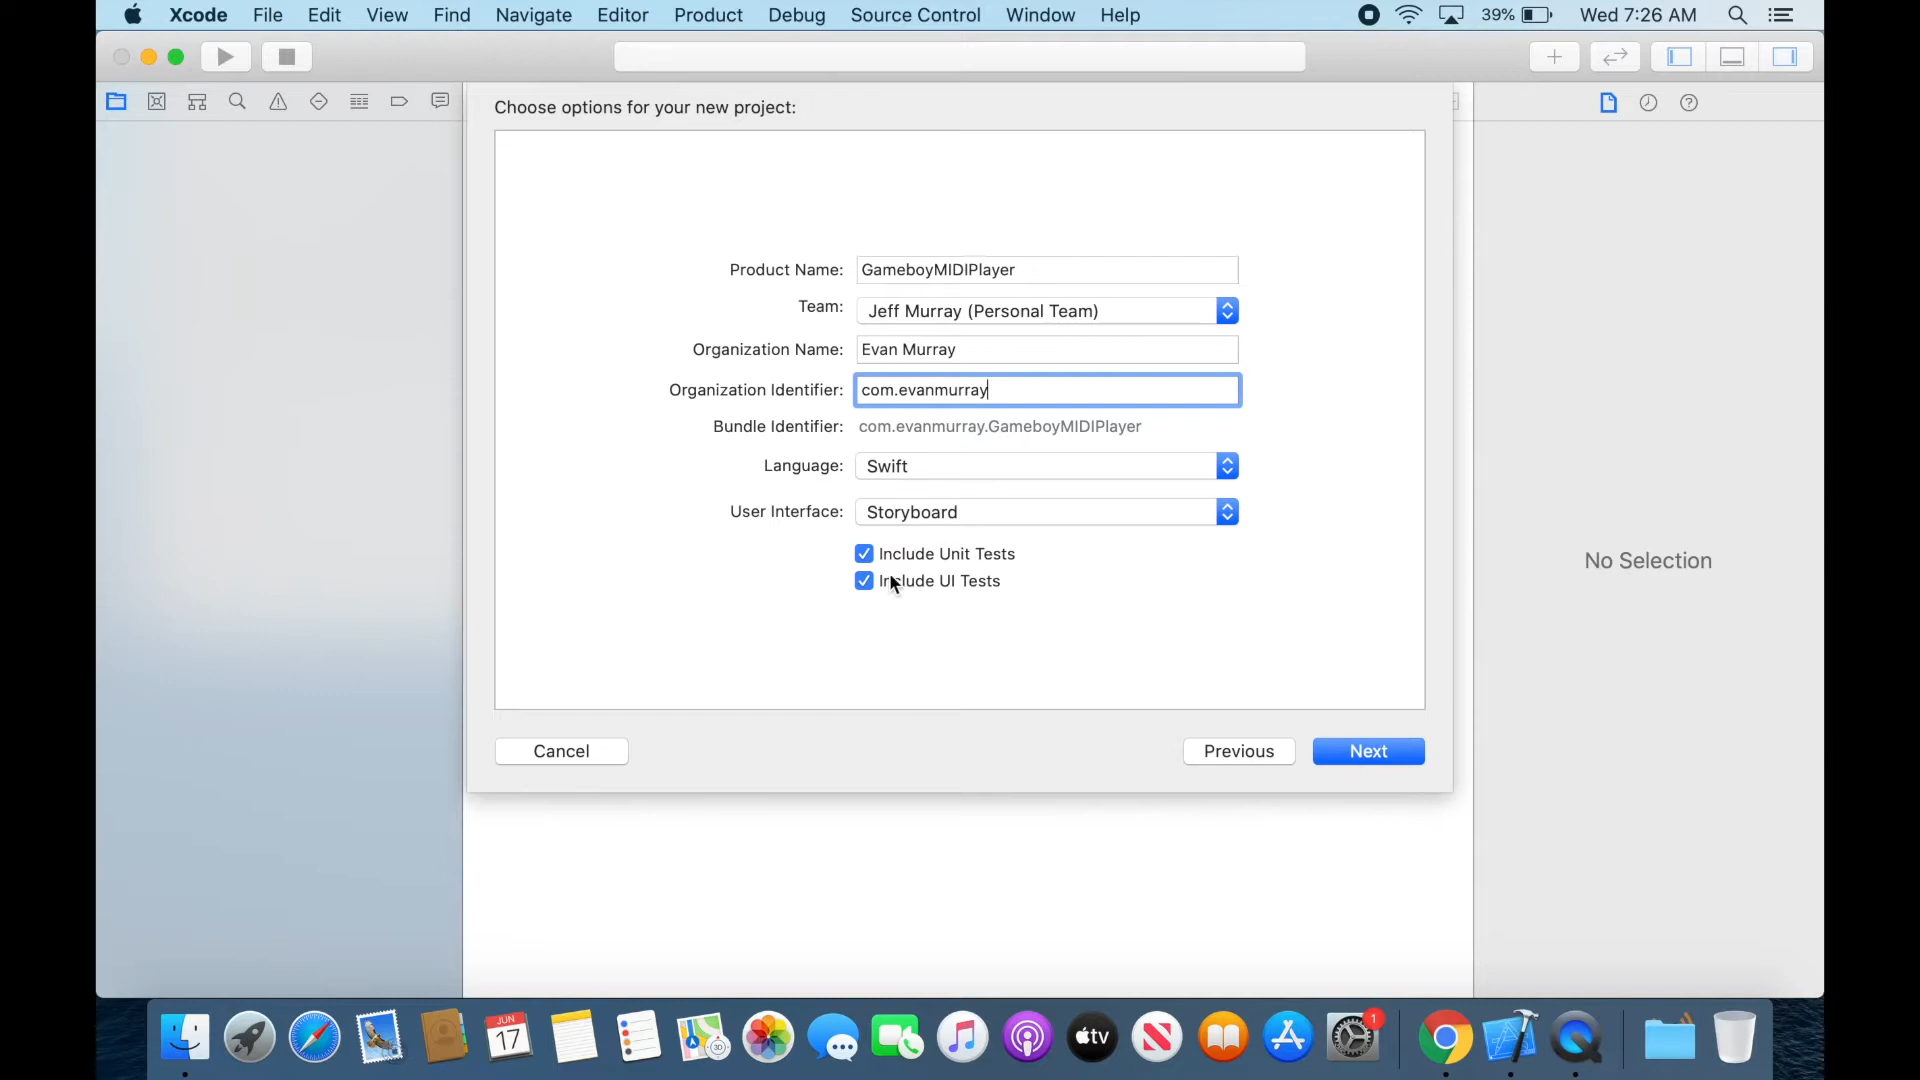 Xcode File Edit View Find Navigate Editor Product Debug Source Control Window Help 39% Wed 7:26 AM
Choose options for your new project:
Product Name: GameboyMIDIPlayer
Team: Jeff Murray (Personal Team)
Organization Name: Evan Murray
Organization Identifier: com.evanmurray
Bundle Identifier: com.evanmurray.GameboyMIDIPlayer
Language: Swift
User Interface: Storyboard
Include Unit Tests
Include UI Tests
No Selection
Cancel Previous Next
JUN
17
3D
tv
1